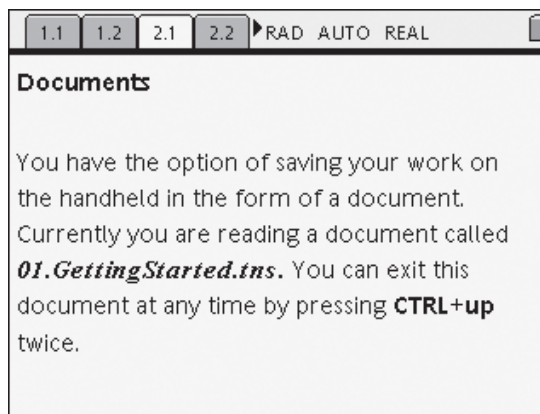 1.1 1.2 2.1 2.2 RAD AUTO REAL
Documents
You have the option of saving your work on
the handheld in the form of a document.
Currently you are reading a document called
01.GettingStarted.tns. You can exit this
document at any time by pressing CTRL+up
twice.